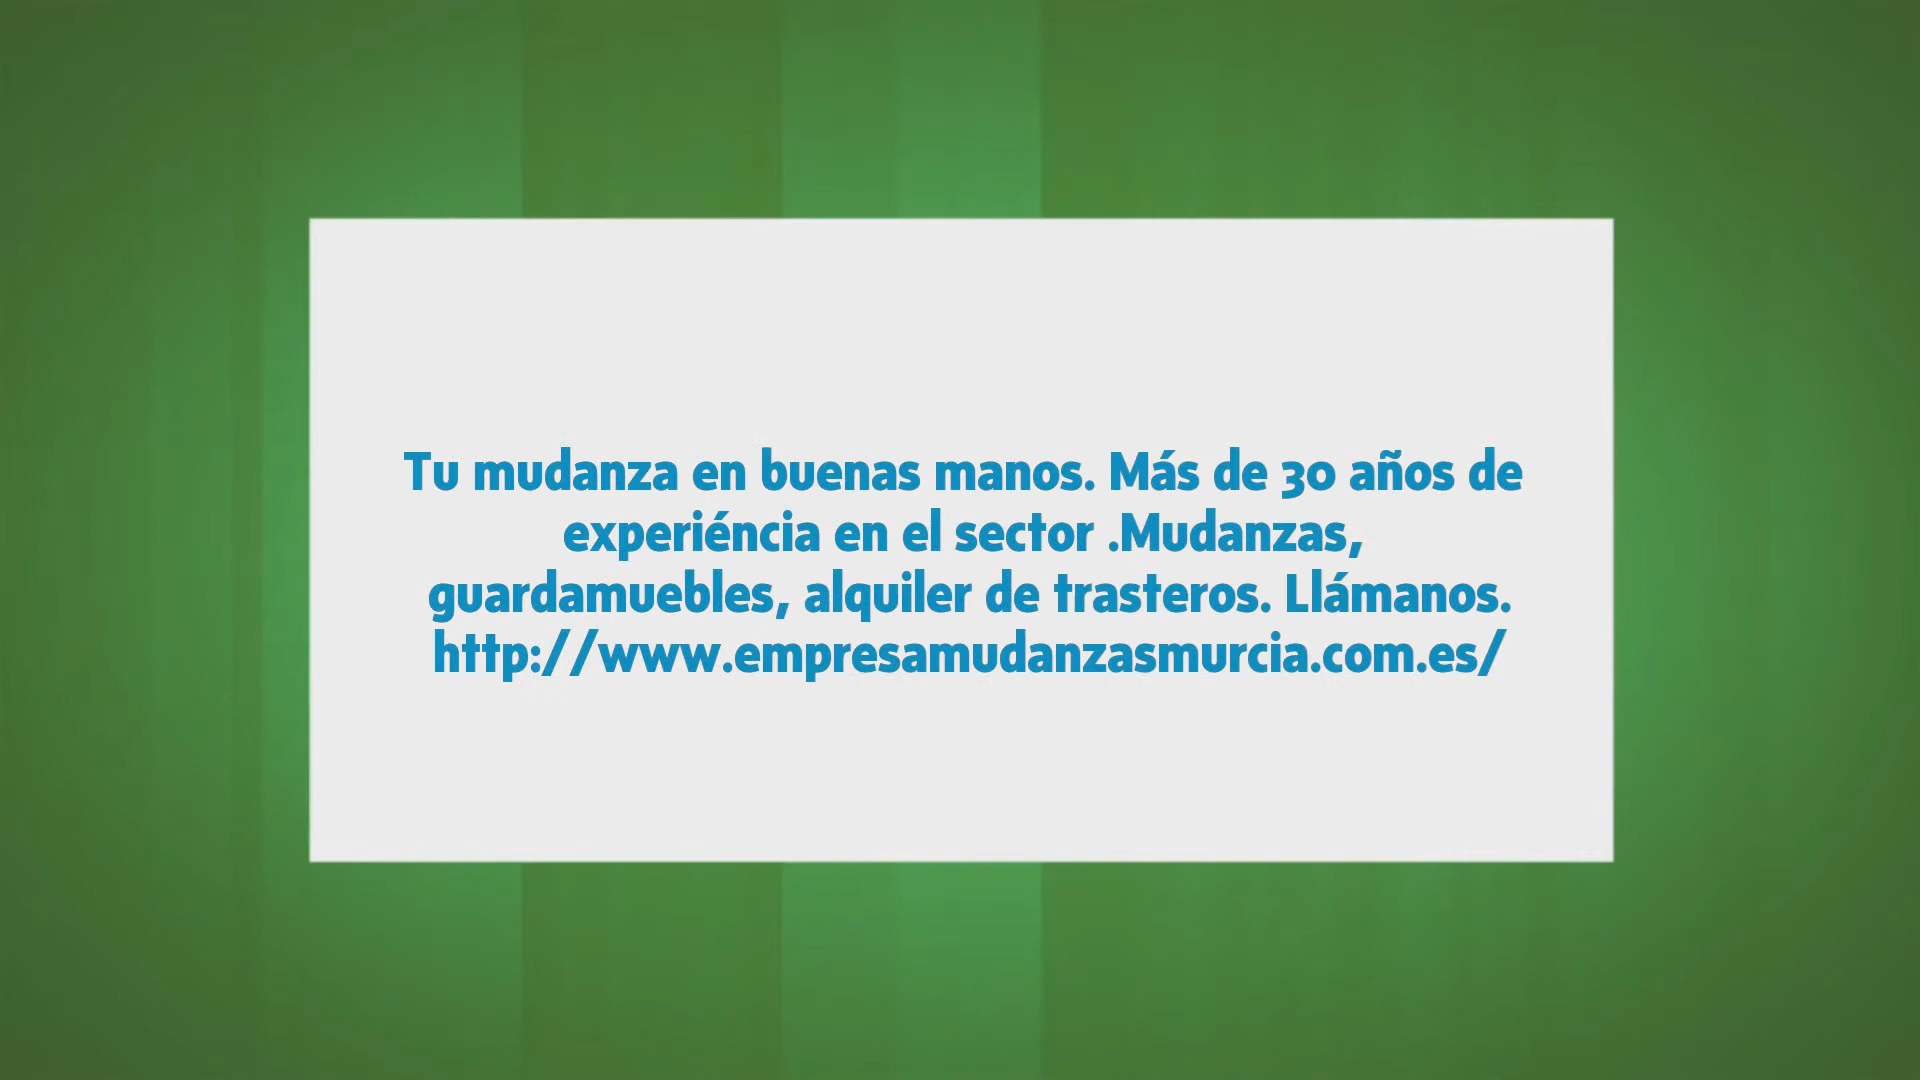 Tu mudanza en buenas manos. Más de 30 años de
experiéncia en el sector .Mudanzas,
guardamuebles, alquiler de trasteros. Llámanos.
http://www.empresamudanzasmurcia.com.es/